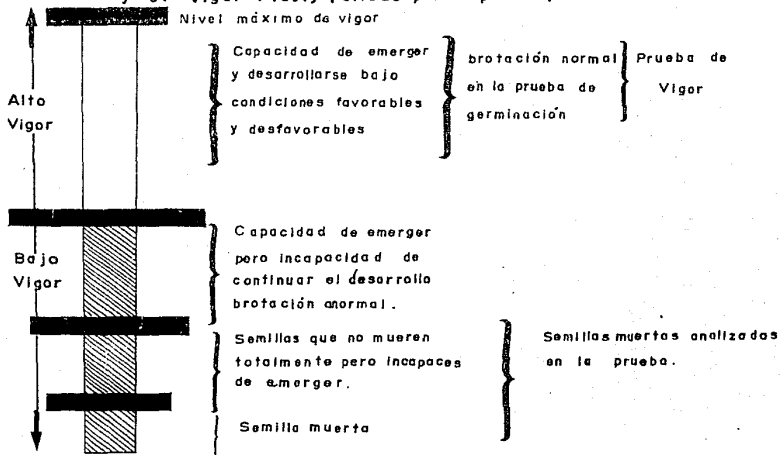 Nivel máximo da vigor
Alto
Vigor
Capacidad de emerger
y desarrollarse bajo
condiciones favorables
y desfavorables
brotación normal
en la prueba de
germinación
Prueba de
Vigor
Bajo
Vigor
Capacidad de emerger
pero incapacidad de
continuar el desarrollo
brotación anormal.
Semillas que no mueren
totalmente pero incapaces
de emerger.
Semilla muerta
Semillas muertas analizadas
en la prueba.